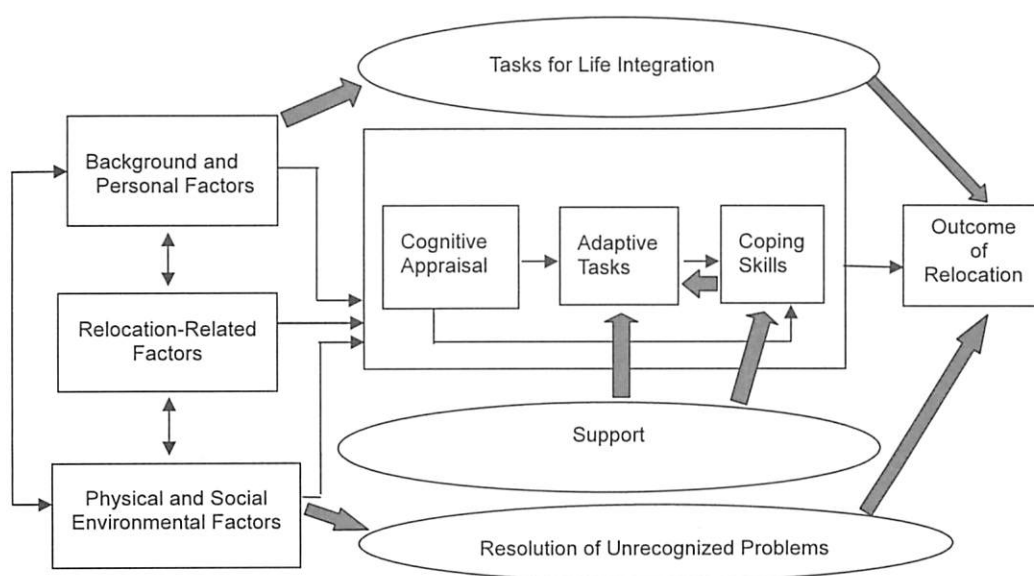 Tasks for Life Integration
Background and
Personal Factors
Cognitive
Appraisal
Adaptive
Tasks
Coping
Skills
Outcome
of
Relocation
Relocation-Related
Factors
Support
Physical and Social
Environmental Factors
Resolution of Unrecognized Problems